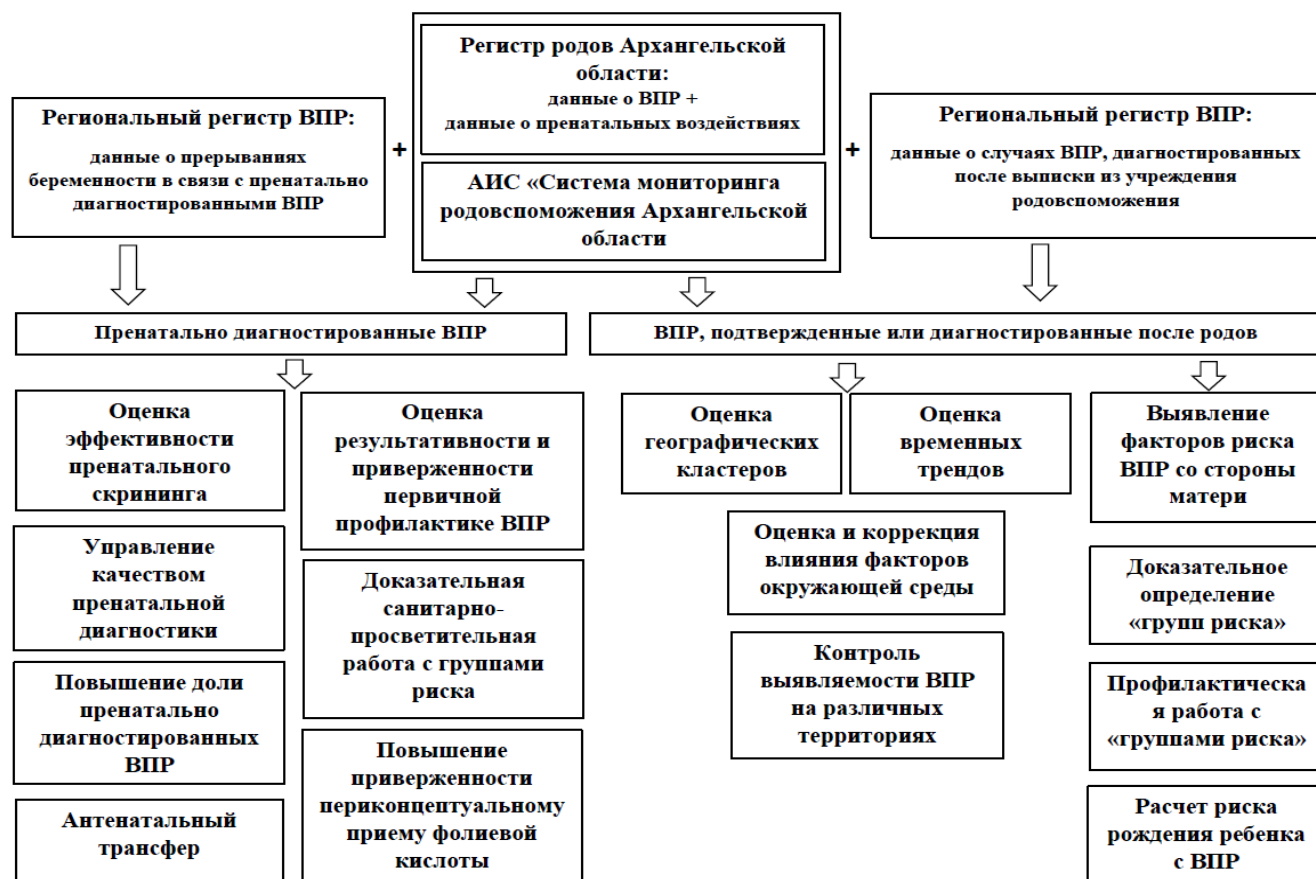 Региональный регистр ВПР:
данные о прерываниях
беременности в связи с пренатально
диагностированными ВПР
+
Регистр родов Архангельской
области:
данные о ВПР +
данные о пренатальных воздействиях
АИС «Система мониторинга
родовспоможения Архангельской
области
+
Региональный регистр ВПР:
данные о случаях ВПР, диагностированных
после выписки из учреждения
родовспоможения
Пренатально диагностированные ВПР
ВПР, подтвержденные или диагностированные после родов
Оценка
эффективности
пренатального
скрининга
Управление
качеством
пренатальной
диагностики
Повышение доли
пренатально
диагностированных
ВПР
Антенатальный
трансфер
Оценка
результативности и
приверженности
первичной
профилактике ВПР
Доказательная
санитарно-
просветительная
работа с группами
риска
Повышение
приверженности
периконцептуальному
приему фолиевой
кислоты
Оценка
географических
кластеров
Оценка
временных
трендов
Оценка и коррекция
влияния факторов
окружающей среды
Контроль
выявляемости ВПР
на различных
территориях
Выявление
факторов риска
ВПР со стороны
матери
Доказательное
определение
«групп риска»
Профилактическа
я работа с
«группами риска»
Расчет риска
рождения ребенка
с ВПР